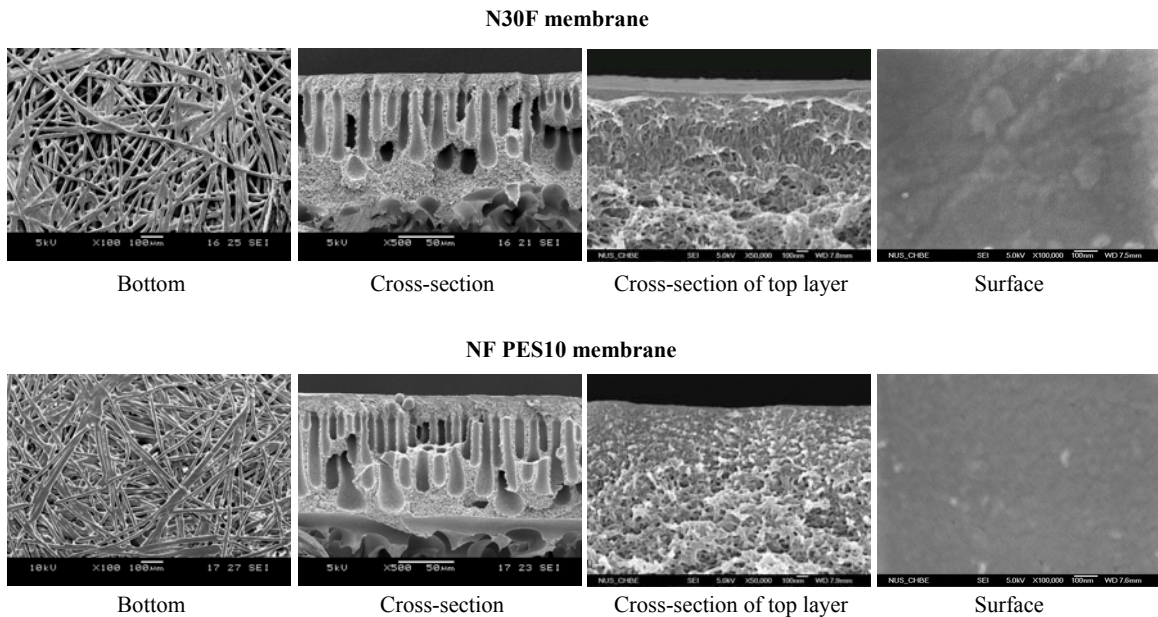 N30F membrane
5kV X100 100μm 16 25 SEI
5kV X500 50μm 16 21 SEI
NUS_CHBE SEI 5.0kV X50,000 100nm WD 7.8mm
NUS_CHBE SEI 5.0kV X100,000 100nm WD 7.5mm
Bottom
Cross-section
Cross-section of top layer
Surface
NF PES10 membrane
10kV X100 100μm 17 27 SEI
5kV X500 50μm 17 23 SEI
NUS_CHBE SEI 5.0kV X50,000 100nm WD 7.9mm
NUS_CHBE SEI 5.0kV X100,000 100nm WD 7.6mm
Bottom
Cross-section
Cross-section of top layer
Surface